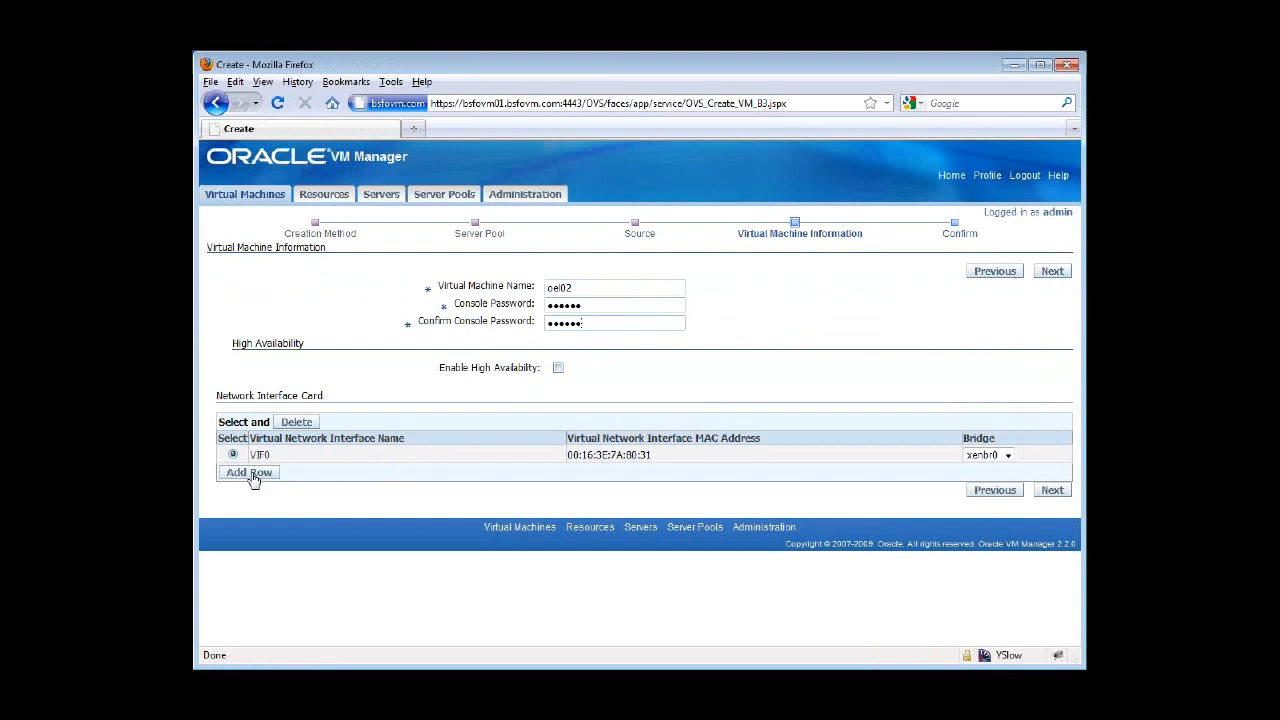 Create - Mozilla Firefox
File Edit View History Bookmarks Tools Help
bsfovm.com https://bsfovm01.bsfovm.com:4443/OVS/faces/app/service/OVS_Create_VM_B3.jspx Google
Create
ORACLE VM Manager
Home Profile Logout Help
Virtual Machines Resources Servers Server Pools Administration
Logged in as admin
Creation Method Server Pool Source Virtual Machine Information Confirm
Virtual Machine Information
Previous Next
* Virtual Machine Name: oel02
* Console Password: ••••••
* Confirm Console Password: ••••••
High Availability
Enable High Availability:
Network Interface Card
Select and Delete
Select Virtual Network Interface Name Virtual Network Interface MAC Address Bridge
VIF0 00:16:3E:7A:80:31 xenbr0
Add Row
Previous Next
Virtual Machines Resources Servers Server Pools Administration
Copyright © 2007-2009, Oracle. All rights reserved. Oracle VM Manager 2.2.0
Done YSlow